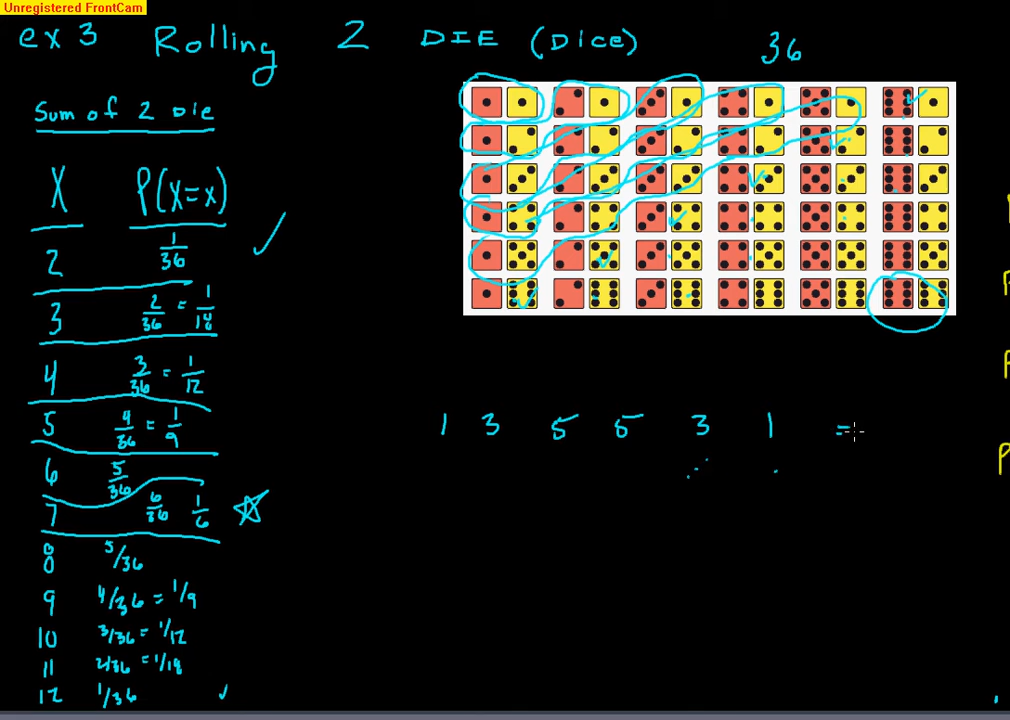 Unregistered FrontCam
ex 3 Rolling 2 DIE (Dice) 36
Sum of 2 Die
X P(X=x)
2 1/36 ✓
3 2/36 = 1/18
4 3/36 = 1/12
5 4/36 = 1/9
6 5/36
7 6/36 1/6 ☆
8 5/36
9 4/36 = 1/9
10 3/36 = 1/12
11 2/36 = 1/18
12 1/36 ✓
1 3 5 5 3 1 =